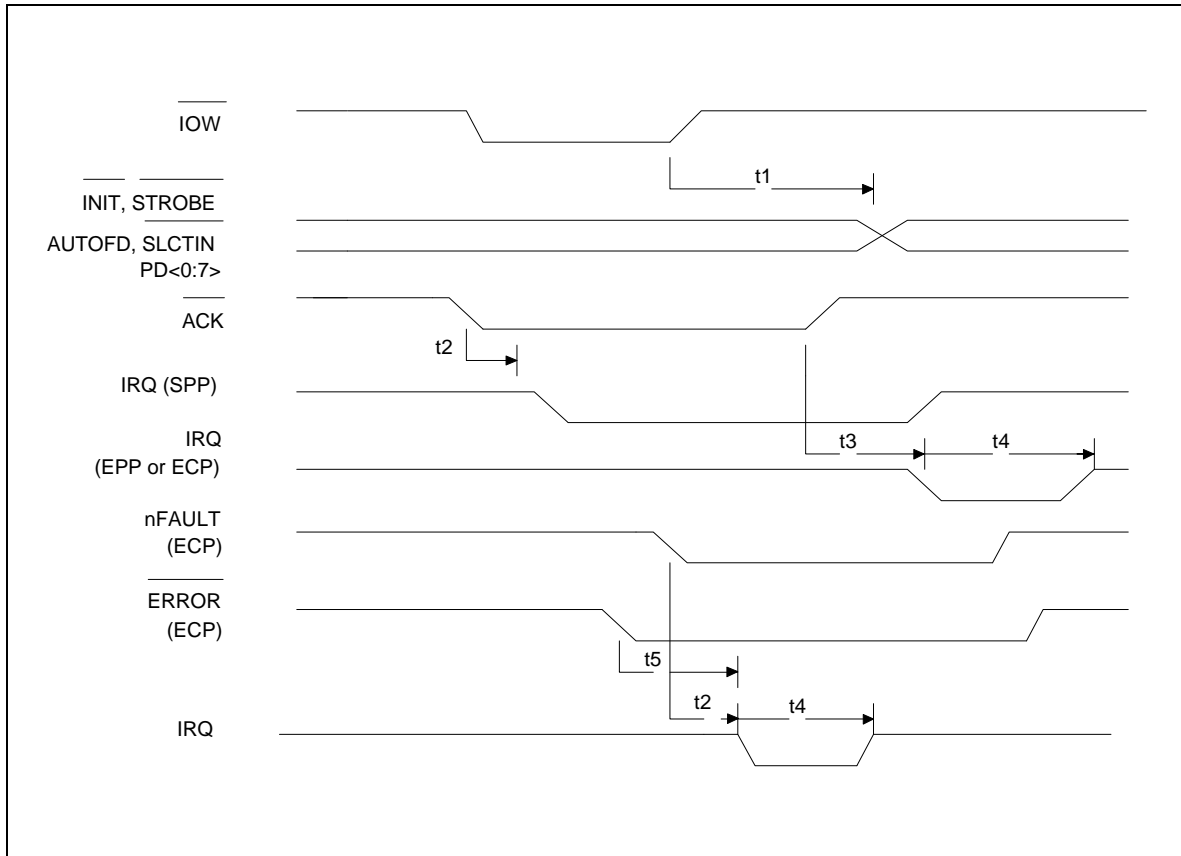 IOW
t1
INIT, STROBE
AUTOFD, SLCTIN
PD<0:7>
ACK
t2
IRQ (SPP)
IRQ
(EPP or ECP)
t3
t4
nFAULT
(ECP)
ERROR
(ECP)
t5
t2
t4
IRQ